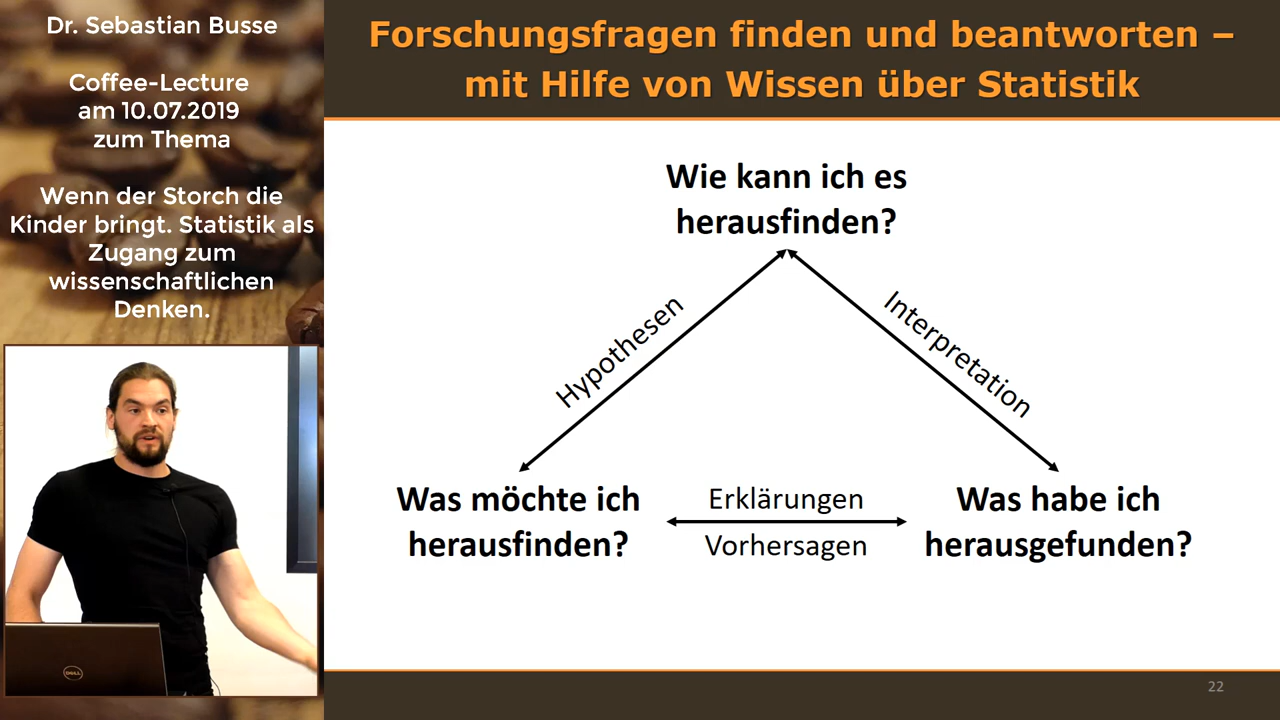 Dr. Sebastian Busse
Coffee-Lecture
am 10.07.2019
zum Thema
Wenn der Storch die
Kinder bringt. Statistik als
Zugang zum
wissenschaftlichen
Denken.
DELL
Forschungsfragen finden und beantworten –
mit Hilfe von Wissen über Statistik
Wie kann ich es
herausfinden?
Hypothesen
Interpretation
Was möchte ich
herausfinden?
Erklärungen
Vorhersagen
Was habe ich
herausgefunden?
22